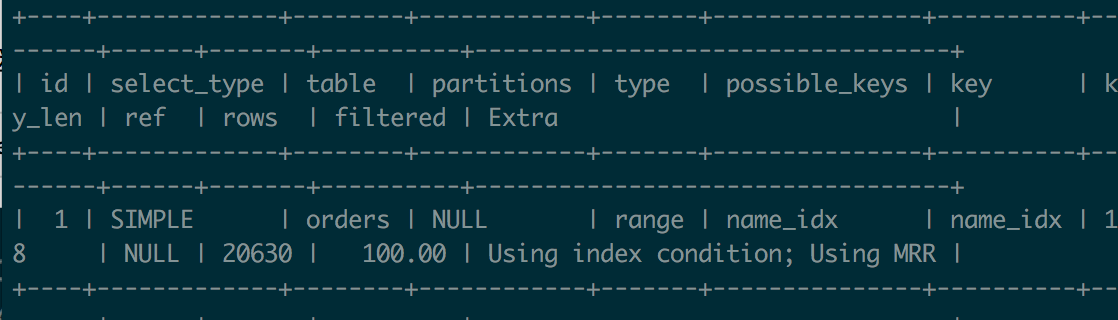 +----+-------------+--------+------------+-------+---------------+----------+--
------+------+-------+----------+----------------------------------+
| id | select_type | table  | partitions | type  | possible_keys | key      | k
y_len | ref  | rows  | filtered | Extra                            |
+----+-------------+--------+------------+-------+---------------+----------+--
------+------+-------+----------+----------------------------------+
|  1 | SIMPLE      | orders | NULL       | range | name_idx      | name_idx | 1
8     | NULL | 20630 |   100.00 | Using index condition; Using MRR |
+----+-------------+--------+------------+-------+---------------+----------+--